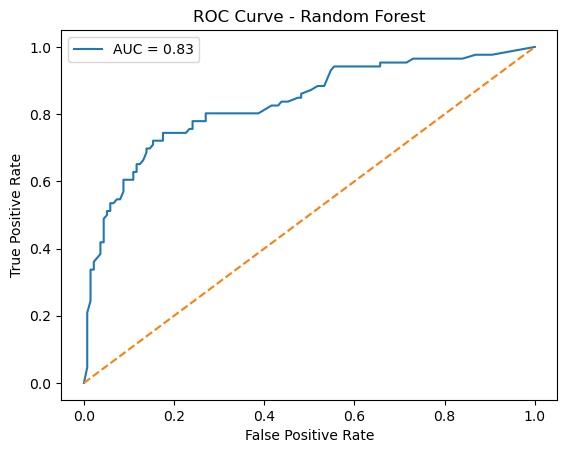 ROC Curve - Random Forest
AUC = 0.83
True Positive Rate
1.0
0.8
0.6
0.4
0.2
0.0
0.0 0.2 0.4 0.6 0.8 1.0
False Positive Rate